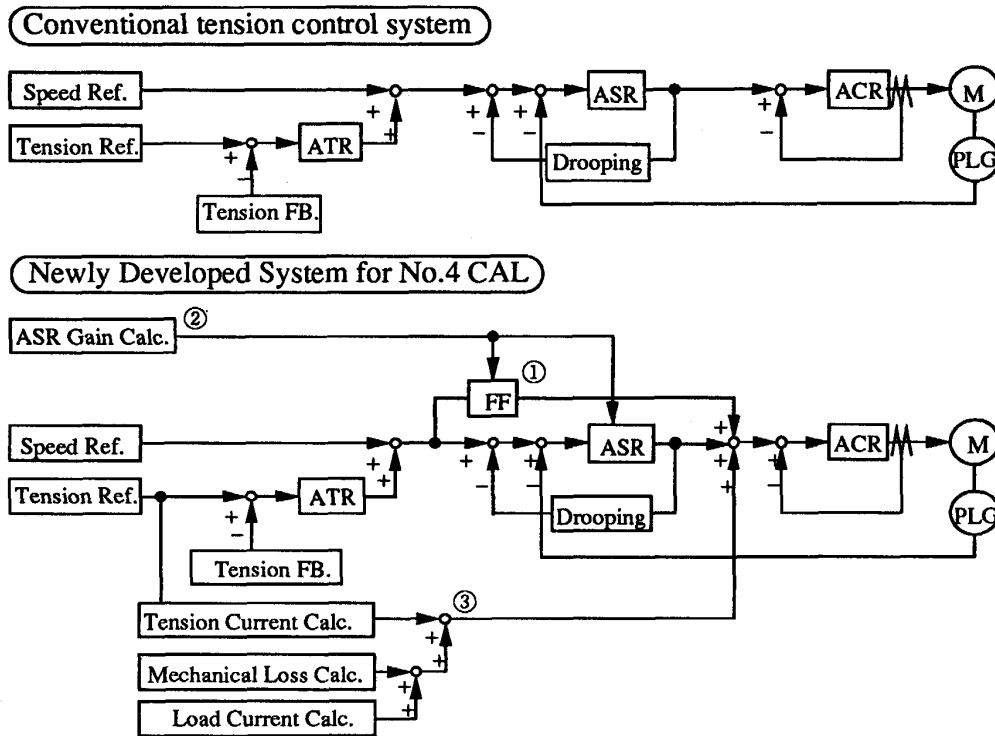 Conventional tension control system
Speed Ref.
+
+
+
−
+
−
ASR
+
−
ACR
M
Tension Ref.
+
−
ATR
Drooping
PLG
Tension FB.
Newly Developed System for No.4 CAL
ASR Gain Calc.
②
①
FF
Speed Ref.
+
+
+
−
+
−
ASR
+
+
+
+
−
ACR
M
Tension Ref.
+
−
ATR
Drooping
PLG
Tension FB.
③
Tension Current Calc.
+
+
Mechanical Loss Calc.
+
+
Load Current Calc.